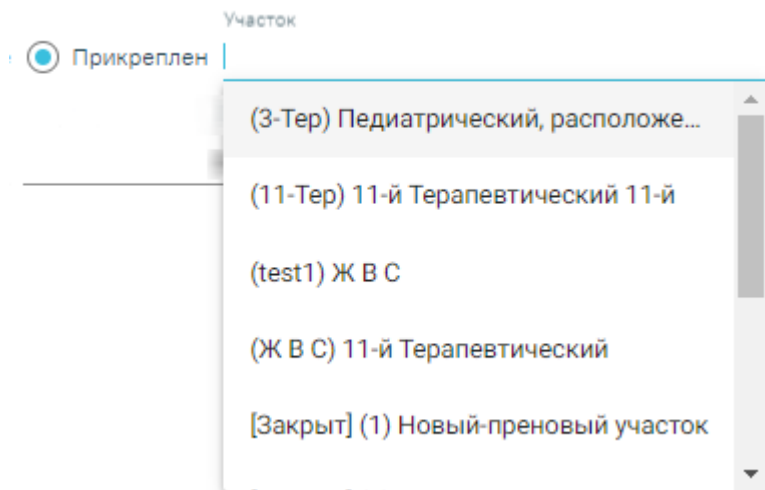 Участок
Прикреплен
(3-Тер) Педиатрический, расположе...
(11-Тер) 11-й Терапевтический 11-й
(test1) Ж В С
(Ж В С) 11-й Терапевтический
[Закрыт] (1) Новый-преновый участок